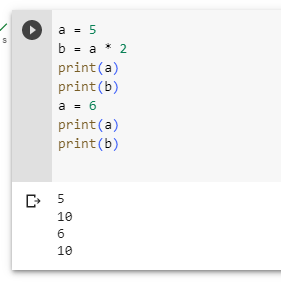 s
a = 5
b = a * 2
print(a)
print(b)
a = 6
print(a)
print(b)
5
10
6
10